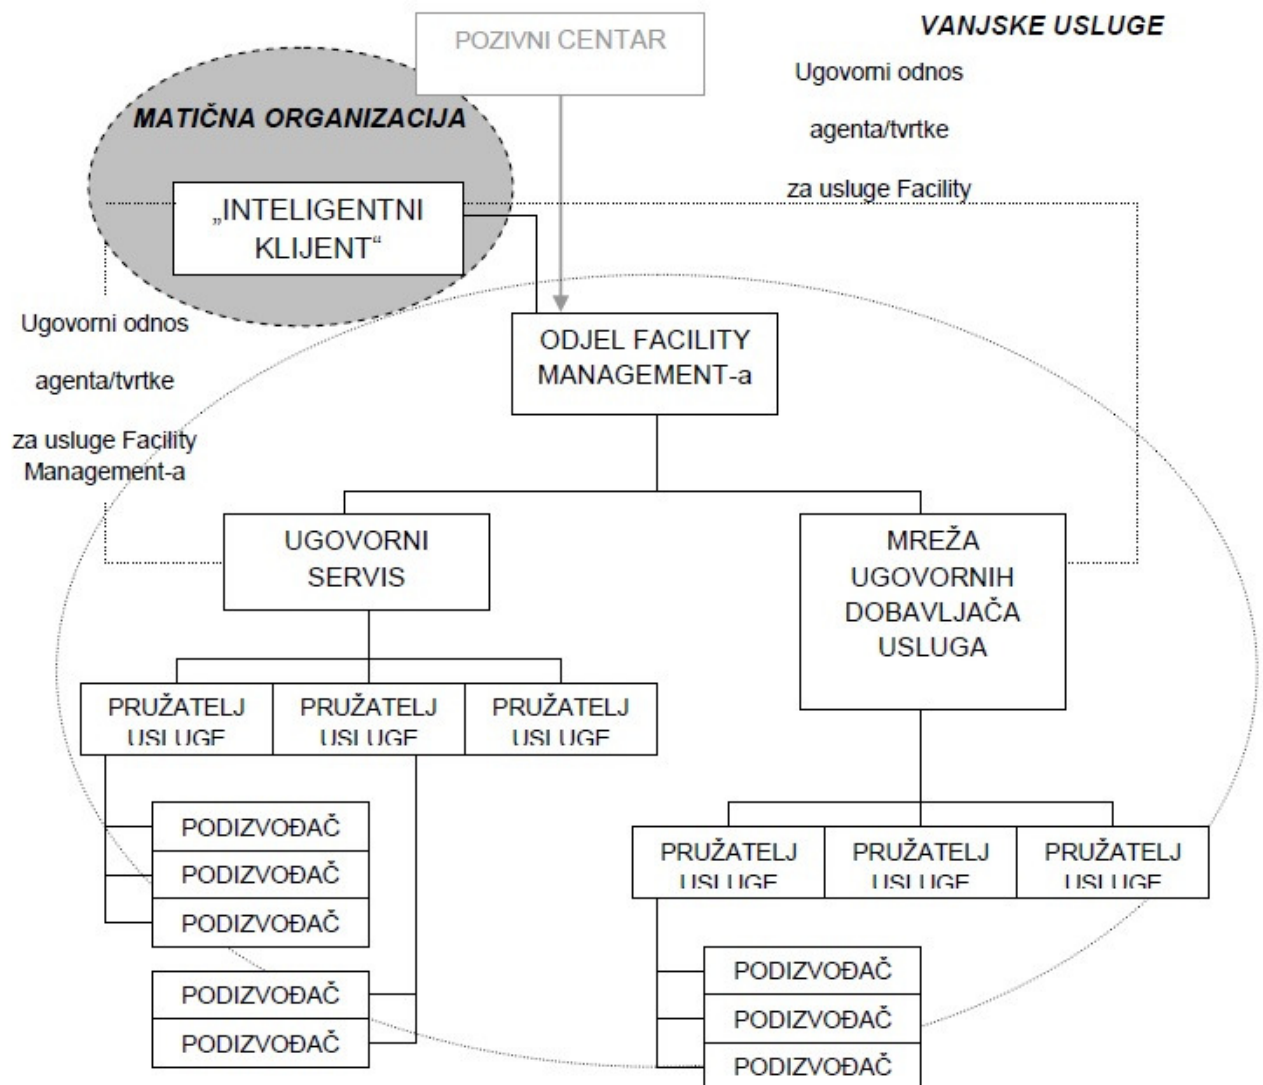 POZIVNI CENTAR
VANJSKE USLUGE
Ugovorni odnos
agenta/tvrtke
za usluge Facility
MATIČNA ORGANIZACIJA
„INTELIGENTNI
KLIJENT“
Ugovorni odnos
agenta/tvrtke
za usluge Facility
Management-a
ODJEL FACILITY
MANAGEMENT-a
UGOVORNI
SERVIS
MREŽA
UGOVORNIH
DOBAVLJAČA
USLUGA
PRUŽATELJ
USLUGE
PRUŽATELJ
USLUGE
PRUŽATELJ
USLUGE
PODIZVOĐAČ
PODIZVOĐAČ
PODIZVOĐAČ
PODIZVOĐAČ
PODIZVOĐAČ
PRUŽATELJ
USLUGE
PRUŽATELJ
USLUGE
PRUŽATELJ
USLUGE
PODIZVOĐAČ
PODIZVOĐAČ
PODIZVOĐAČ